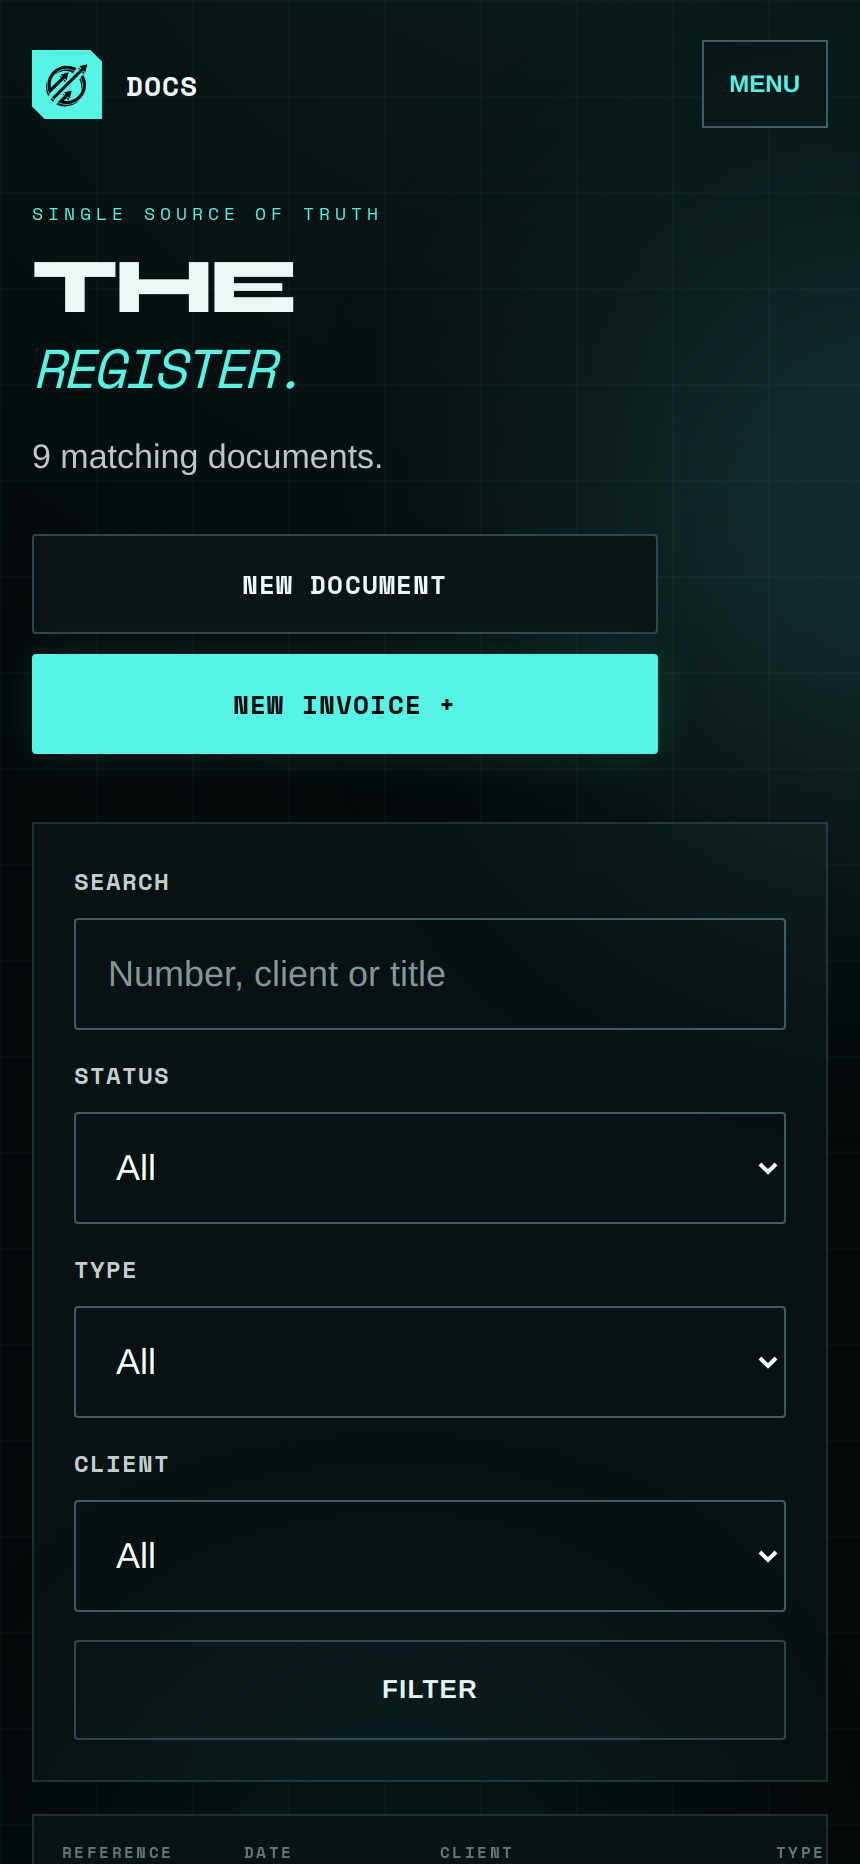 DOCS
MENU
SINGLE SOURCE OF TRUTH
THE
REGISTER.
9 matching documents.
NEW DOCUMENT
NEW INVOICE +
SEARCH
Number, client or title
STATUS
All
TYPE
All
CLIENT
All
FILTER
REFERENCE DATE CLIENT TYPE